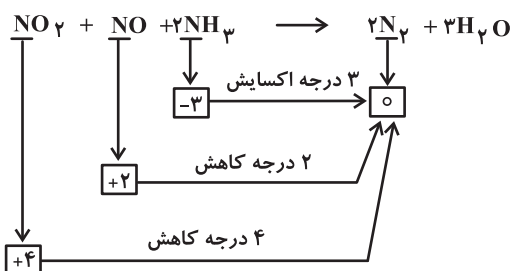 NO۲ + NO +۲NH۳ → ۲N۲ + ۳H۲O
۳ درجه اکسایش
−۳
۰
۲ درجه کاهش
+۲
۴ درجه کاهش
+۴